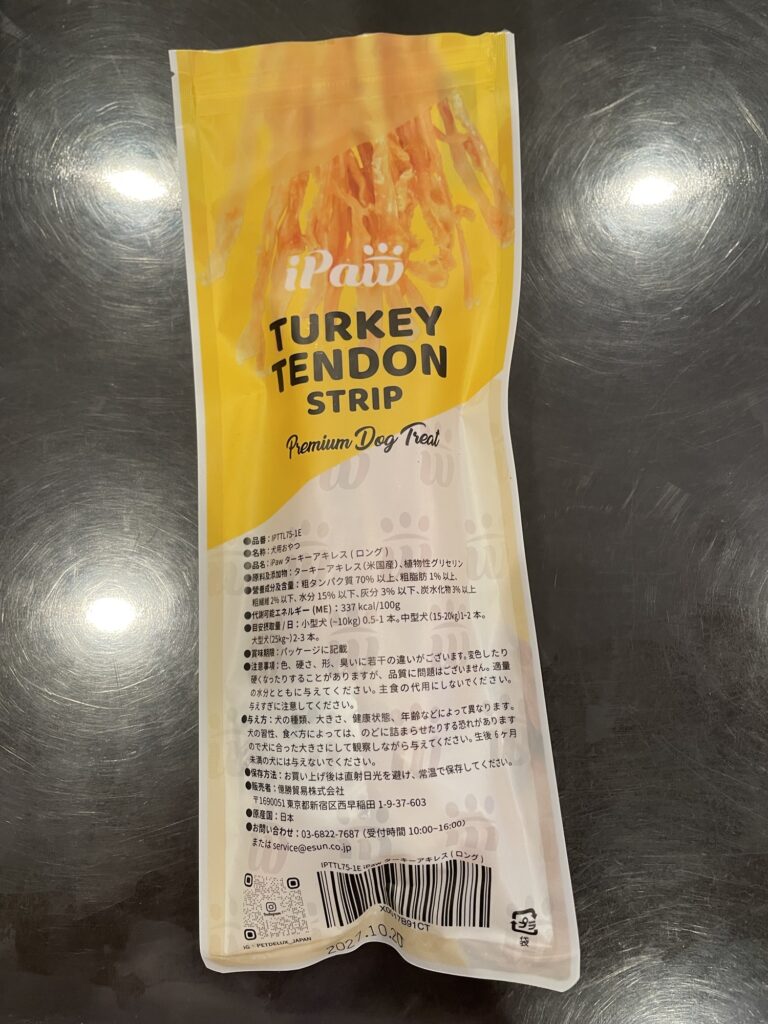 iPaw
TURKEY
TENDON
STRIP
Premium Dog Treat
●品番：IPTTL75-1E
●名称：犬用おやつ
●品名：iPaw ターキーアキレス ( ロング )
●原料及添加物：ターキーアキレス（米国産）、植物性グリセリン
●営養成分及含量：粗タンパク質 70% 以上、粗脂肪 1% 以上、
粗繊維 2% 以下、水分 15% 以下、灰分 3% 以下、炭水化物 3% 以上
●代謝可能エネルギー (ME)：337 kcal/100g
●目安摂取量 / 日：小型犬 (~10kg) 0.5-1 本。中型犬 (15-20kg)1-2 本。
大型犬(25kg~) 2-3 本。
●賞味期限：パッケージに記載
●注意事項：色、硬さ、形、臭いに若干の違いがございます。変色したり
硬くなったりすることがありますが、品質に問題はございません。適量
の水分とともに与えてください。主食の代用にしないでください。
与えすぎに注意してください。
●与え方：犬の種類、大きさ、健康状態、年齢などによって異なります。
犬の習性、食べ方によっては、のどに詰まらせたりする恐れがあります
ので犬に合った大きさにして観察しながら与えてください。生後 6 ヶ月
未満の犬には与えないでください。
●保存方法：お買い上げ後は直射日光を避け、常温で保存してください。
●販売者：億勝貿易株式会社
〒1690051 東京都新宿区西早稲田 1-9-37-603
●原産国：日本
●お問い合わせ：03-6822-7687（受付時間 10:00~16:00）
または service@esun.co.jp
IPTTL75-1E iPaw ターキーアキレス ( ロング )
Instagram
IG - PETDELUX_JAPAN
2027.10.20
プラ
袋